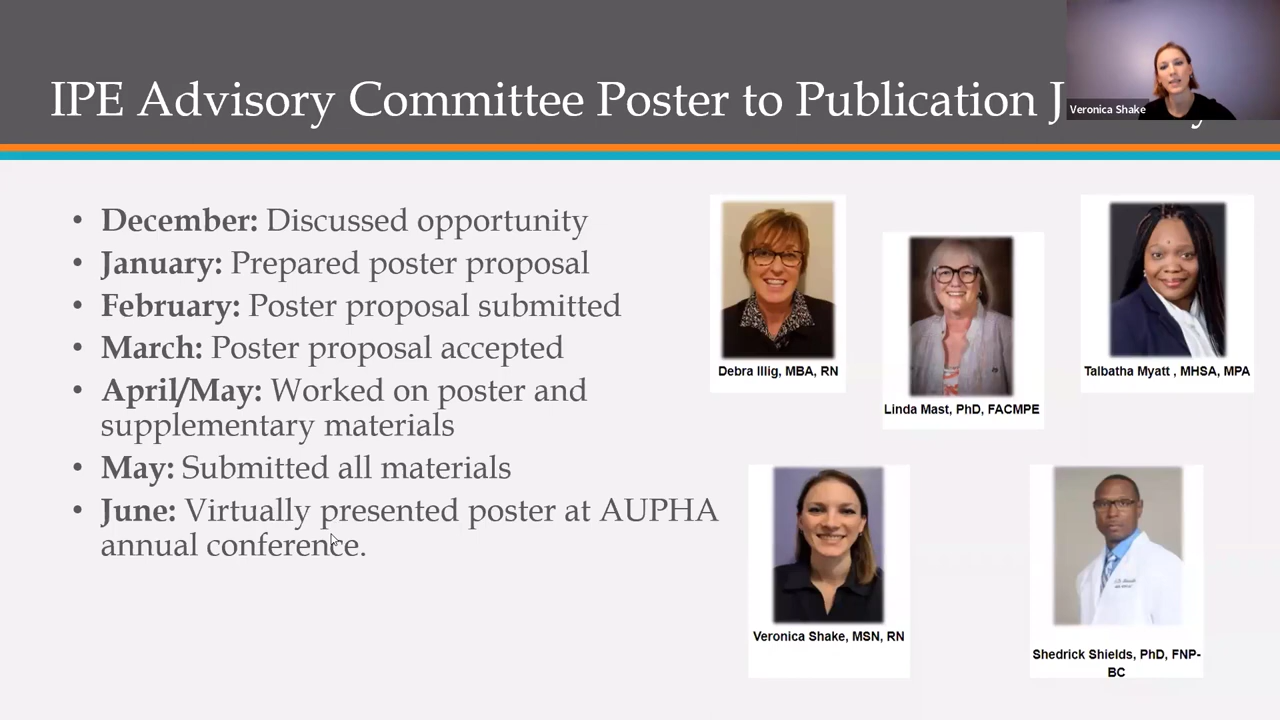 IPE Advisory Committee Poster to Publication J
Veronica Shake
• December: Discussed opportunity
• January: Prepared poster proposal
• February: Poster proposal submitted
• March: Poster proposal accepted
• April/May: Worked on poster and
supplementary materials
• May: Submitted all materials
• June: Virtually presented poster at AUPHA
annual conference.
Debra Illig, MBA, RN
Linda Mast, PhD, FACMPE
Talbatha Myatt , MHSA, MPA
Veronica Shake, MSN, RN
Shedrick Shields, PhD, FNP-
BC